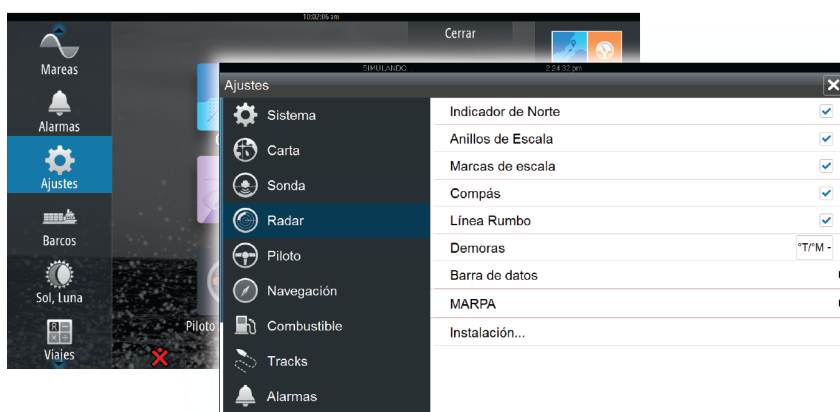 10:02:06 am
Cerrar
Mareas
Alarmas
Ajustes
Barcos
Sol, Luna
Viajes
Piloto
SIMULANDO
2:24:32 pm
Ajustes
Sistema
Carta
Sonda
Radar
Piloto
Navegación
Combustible
Tracks
Alarmas
Indicador de Norte
Anillos de Escala
Marcas de escala
Compás
Línea Rumbo
Demoras
°T/°M
Barra de datos
MARPA
Instalación...